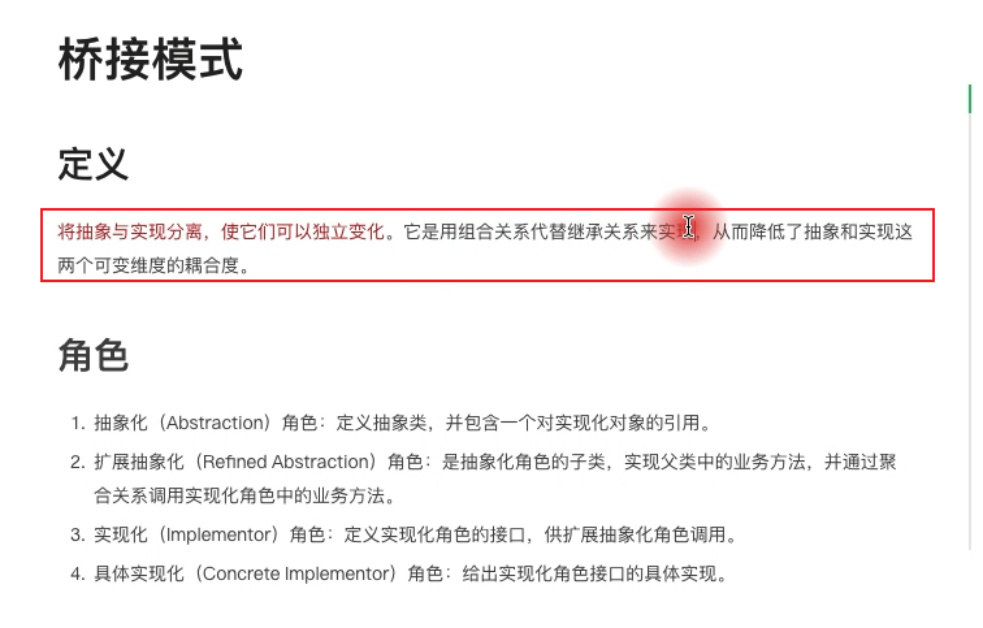 桥接模式
定义
将抽象与实现分离，使它们可以独立变化。它是用组合关系代替继承关系来实现，从而降低了抽象和实现这
两个可变维度的耦合度。
角色
1. 抽象化（Abstraction）角色：定义抽象类，并包含一个对实现化对象的引用。
2. 扩展抽象化（Refined Abstraction）角色：是抽象化角色的子类，实现父类中的业务方法，并通过聚
合关系调用实现化角色中的业务方法。
3. 实现化（Implementor）角色：定义实现化角色的接口，供扩展抽象化角色调用。
4. 具体实现化（Concrete Implementor）角色：给出实现化角色接口的具体实现。